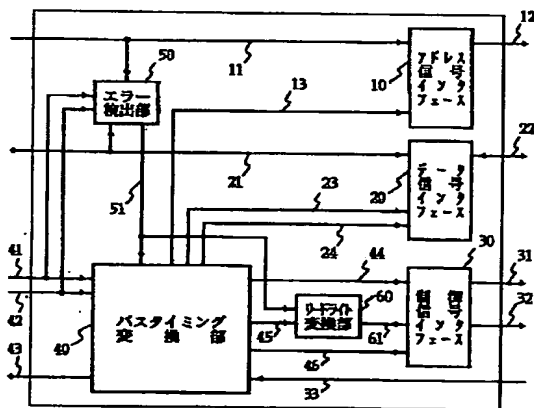 12
50
11
アドレス
信号
インタ
フェース
10
13
エラー
検出部
22
21
データ
信号
インタ
フェース
20
51
23
24
30
41
44
31
制御
信号
インタ
フェース
60
リードライト
変換部
42
バスタイミング
変換部
32
40
45
61
43
46
33